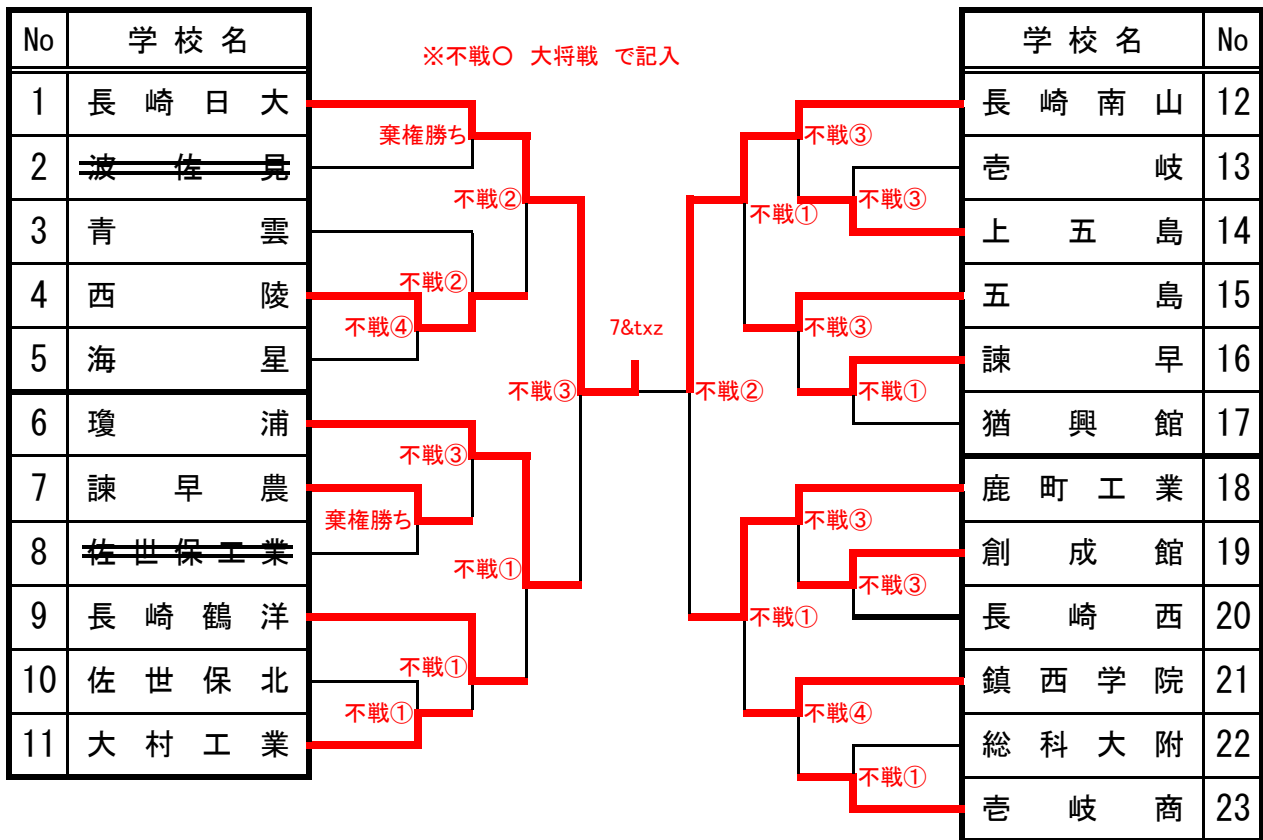 No 学校名
※不戦〇 大将戦 で記入
学校名 No
1 長崎日大
棄権勝ち
2 波佐見
不戦②
3 青雲
不戦②
4 西陵
不戦④
5 海星
不戦③
6 瓊浦
不戦③
7 諫早農
棄権勝ち
8 佐世保工業
不戦①
9 長崎鶴洋
不戦①
10 佐世保北
不戦①
11 大村工業
7&txz
長崎南山 12
不戦③
壱岐 13
不戦③
不戦①
上五島 14
五島 15
不戦③
諫早 16
不戦①
不戦②
猶興館 17
鹿町工業 18
不戦③
創成館 19
不戦③
不戦①
長崎西 20
鎮西学院 21
不戦④
総科大附 22
不戦①
壱岐商 23